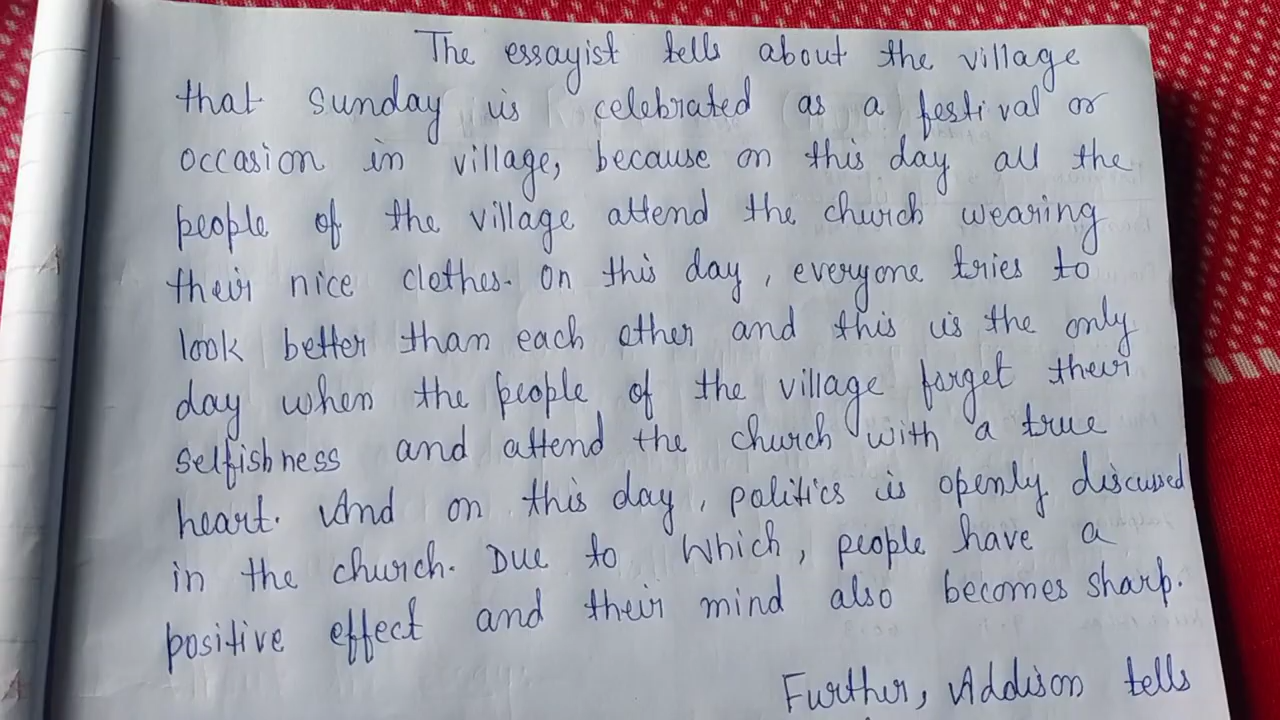 The essayist tells about the village
that sunday is celebrated as a festival or
occasion in village, because on this day all the
people of the village attend the church wearing
their nice clothes. On this day, everyone tries to
look better than each other and this is the only
day when the people of the village forget their
selfishness and attend the church with a true
heart. And on this day, politics is openly discussed
in the church. Due to which, people have a
positive effect and their mind also becomes sharp.
Further, Addison tells